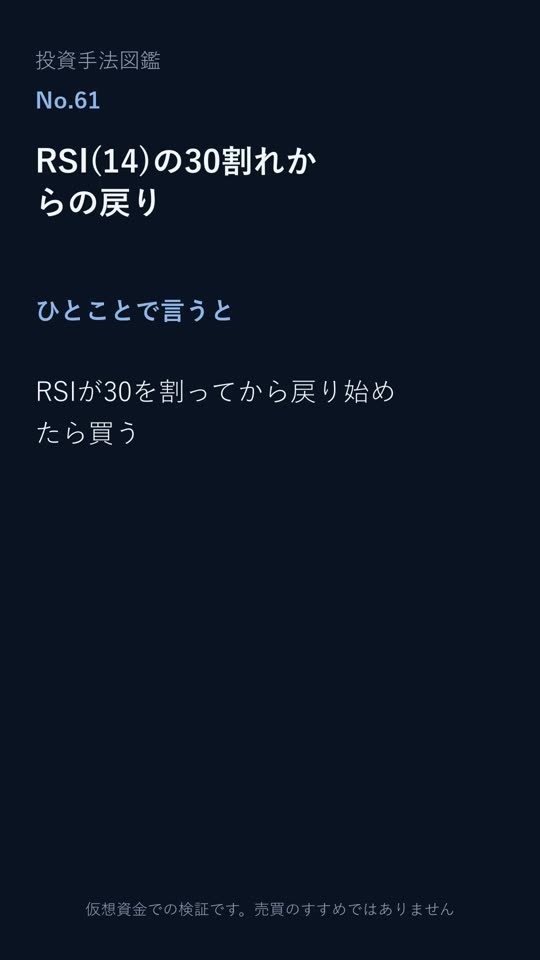 投資手法図鑑
No.61
RSI(14)の30割れか
らの戻り
ひとことで言うと
RSIが30を割ってから戻り始め
たら買う
仮想資金での検証です。売買のすすめではありません